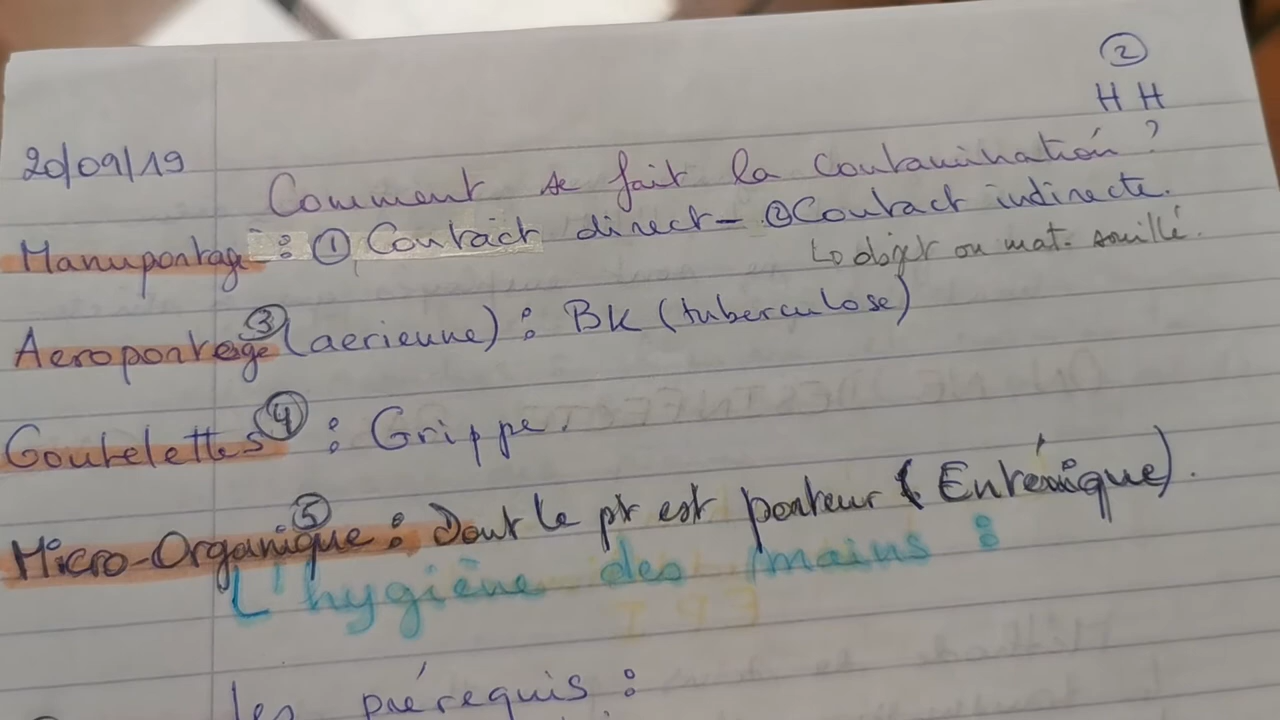 ②
H H
20/09/19
Comment se fait la contamination ?
Manuportage : ① Contact direct - ② Contact indirecte.
↳ objet ou mat. souillé.
Aeroportage ③ (aerienne) : BK (tuberculose)
Goutelettes ④ : Grippe.
Micro-Organique ⑤ : Dont le pt est porteur ( ).
L'hygiène des mains :
les prérequis :